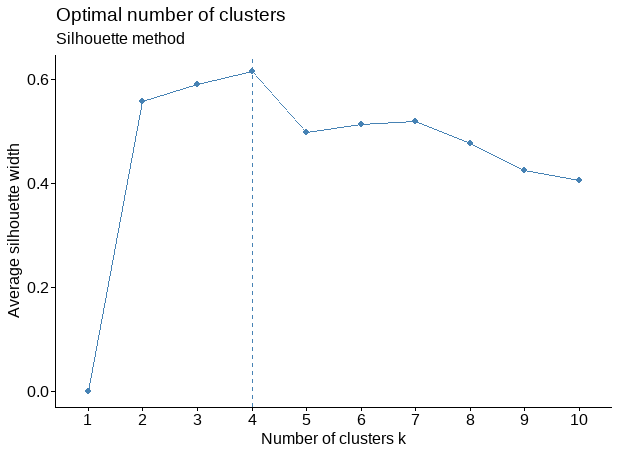 Optimal number of clusters
Silhouette method
Average silhouette width
0.6
0.4
0.2
0.0
1 2 3 4 5 6 7 8 9 10
Number of clusters k